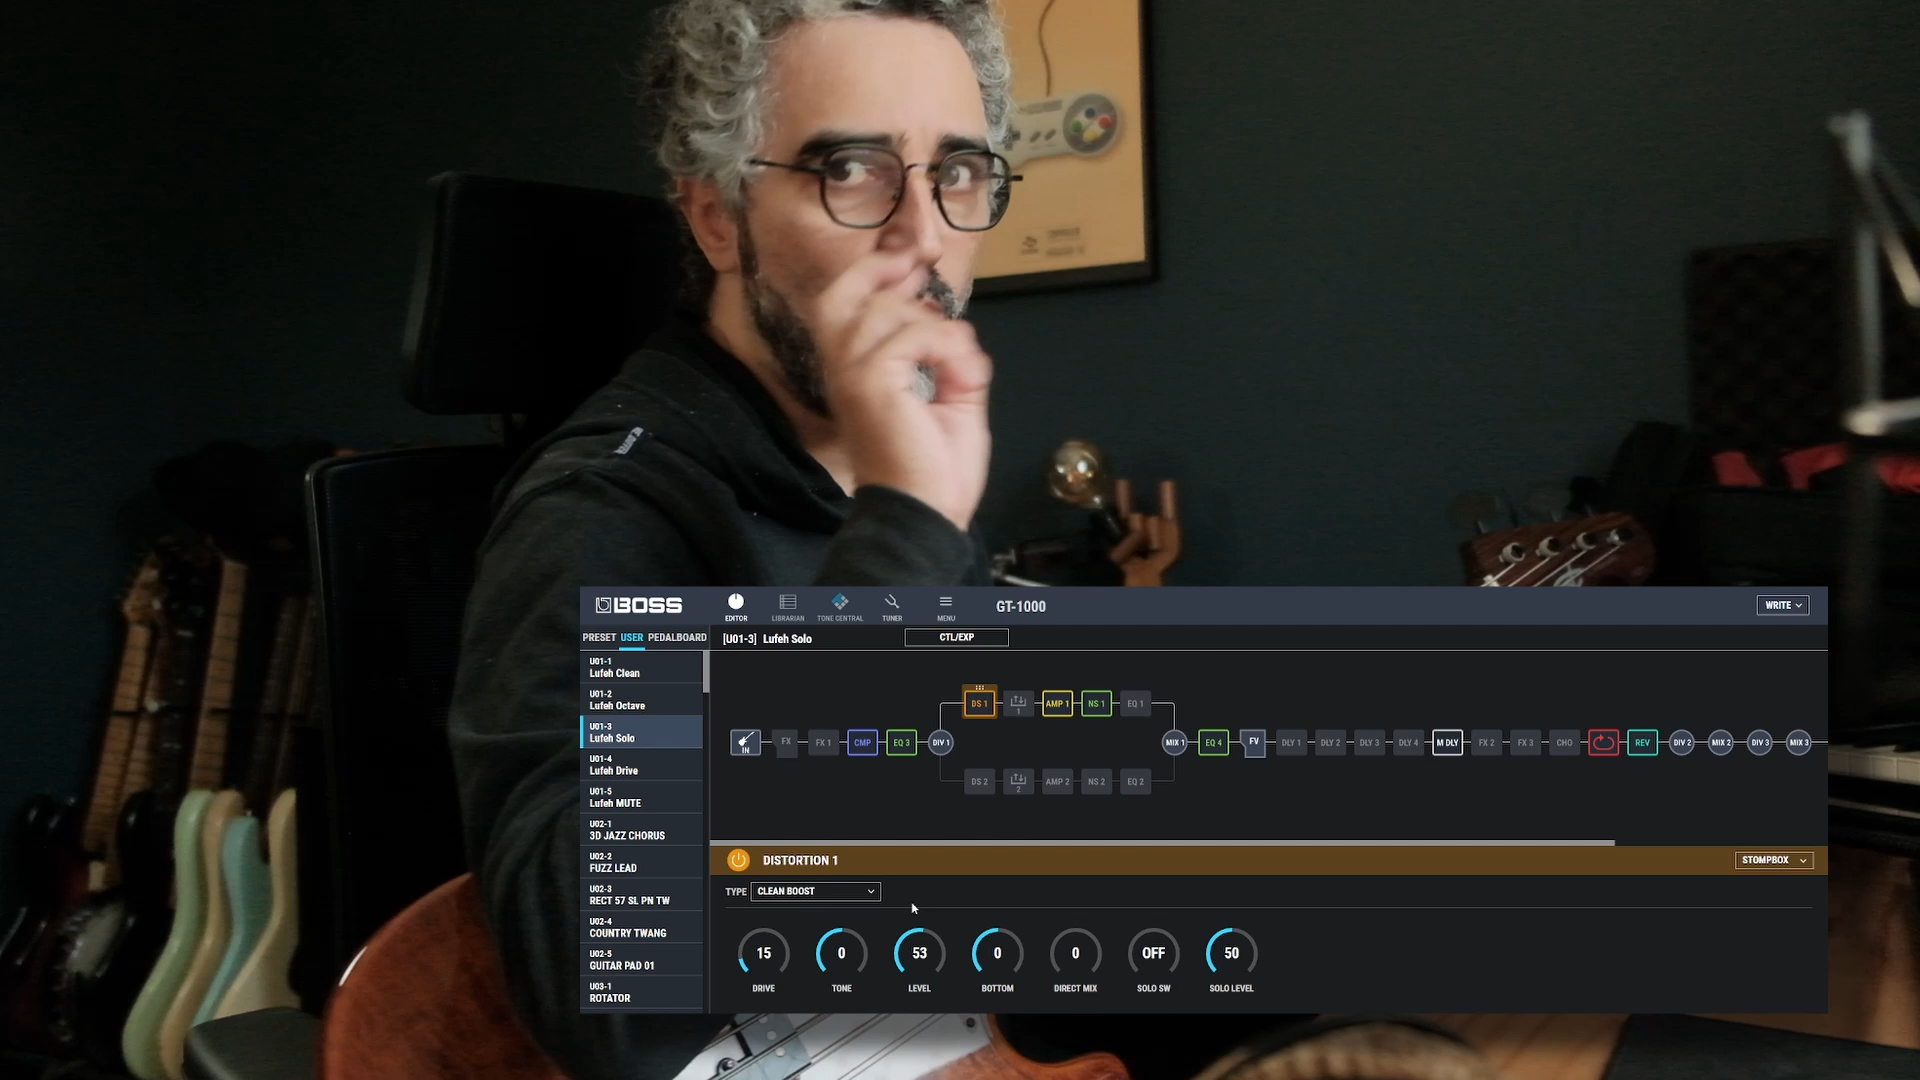 BOSS
EDITOR
LIBRARIAN
TONE CENTRAL
TUNER
MENU
GT-1000
WRITE
PRESET USER PEDALBOARD
[U01-3] Lufeh Solo
CTL/EXP
U01-1
Lufeh Clean
U01-2
Lufeh Octave
U01-3
Lufeh Solo
U01-4
Lufeh Drive
U01-5
Lufeh MUTE
U02-1
3D JAZZ CHORUS
U02-2
FUZZ LEAD
U02-3
RECT 57 SL PN TW
U02-4
COUNTRY TWANG
U02-5
GUITAR PAD 01
U03-1
ROTATOR
DS 1 1 AMP 1 NS 1 EQ 1
IN FX FX 1 CMP EQ 3 DIV 1 MIX 1 EQ 4 FV DLY 1 DLY 2 DLY 3 DLY 4 M DLY FX 2 FX 3 CHO REV DIV 2 MIX 2 DIV 3 MIX 3
DS 2 2 AMP 2 NS 2 EQ 2
DISTORTION 1
STOMPBOX
TYPE CLEAN BOOST
15 0 53 0 0 OFF 50
DRIVE TONE LEVEL BOTTOM DIRECT MIX SOLO SW SOLO LEVEL